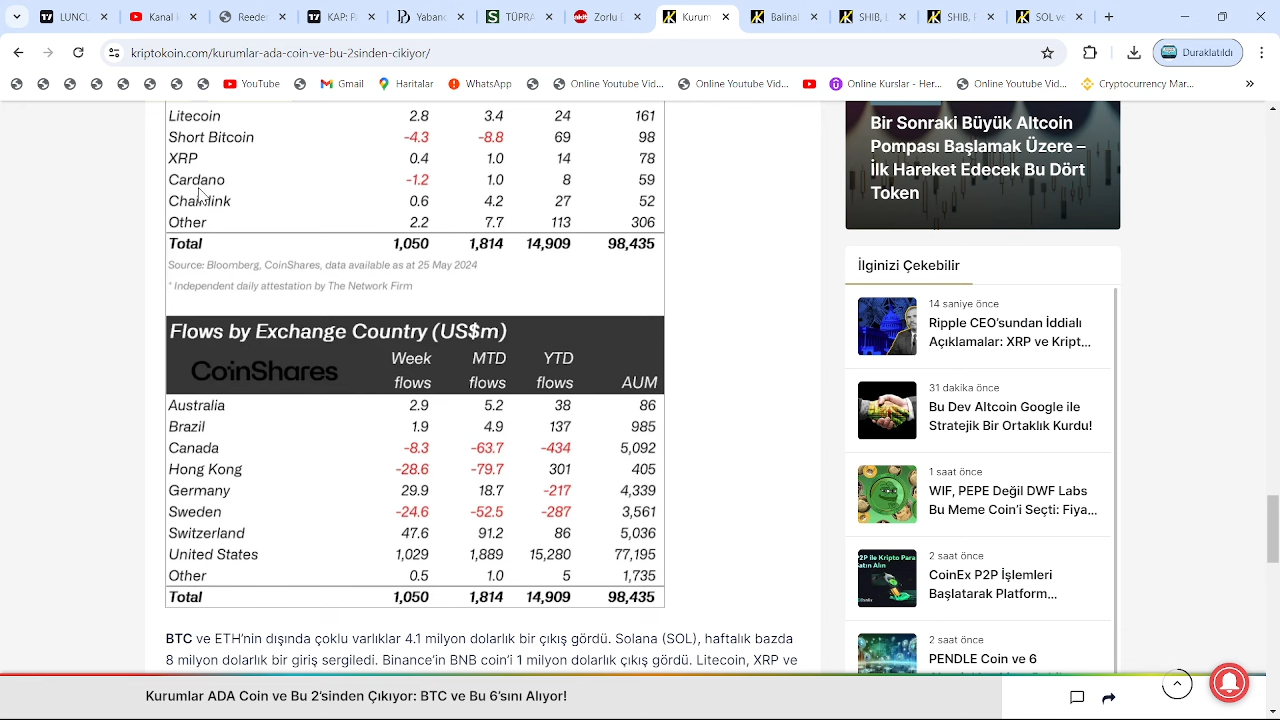 LUNC
Kanal
Reede
KAP -
Bandc
TÜPRA
Zorlu E
Kurum
Balina
SHIB,
SHIB,
SOL ve
kriptokoin.com/kurumlar-ada-coin-ve-bu-2sinden-cikiyor/
Duraklatıldı
YouTube
Gmail
Haritalar
WhatsApp
Online Youtube Vid...
Online Youtube Vid...
Online Kurslar - Her...
Cryptocurrency Mar...
Litecoin 2.8 3.4 24 161
Short Bitcoin -4.3 -8.8 69 98
XRP 0.4 1.0 14 78
Cardano -1.2 1.0 8 59
Chainlink 0.6 4.2 27 52
Other 2.2 7.7 113 306
Total 1,050 1,814 14,909 98,435
Source: Bloomberg, CoinShares, data available as at 25 May 2024
* Independent daily attestation by The Network Firm
Flows by Exchange Country (US$m)
CoinShares
Week MTD YTD
flows flows flows AUM
Australia 2.9 5.2 38 86
Brazil 1.9 4.9 137 985
Canada -8.3 -63.7 -434 5,092
Hong Kong -28.6 -79.7 301 405
Germany 29.9 18.7 -217 4,339
Sweden -24.6 -52.5 -287 3,561
Switzerland 47.6 91.2 86 5,036
United States 1,029 1,889 15,280 77,195
Other 0.5 1.0 5 1,735
Total 1,050 1,814 14,909 98,435
BTC ve ETH'nin dışında çoklu varlıklar 4.1 milyon dolarlık bir çıkış gördü. Solana (SOL), haftalık bazda
8 milyon dolarlık bir giriş sergiledi. Binance'in BNB coin'i 1 milyon dolarlık çıkış gördü. Litecoin, XRP ve
Bir Sonraki Büyük Altcoin
Pompası Başlamak Üzere –
İlk Hareket Edecek Bu Dört
Token
İlginizi Çekebilir
14 saniye önce
Ripple CEO'sundan İddialı
Açıklamalar: XRP ve Kript...
31 dakika önce
Bu Dev Altcoin Google ile
Stratejik Bir Ortaklık Kurdu!
1 saat önce
WIF, PEPE Değil DWF Labs
Bu Meme Coin'i Seçti: Fiya...
2 saat önce
CoinEx P2P İşlemleri
Başlatarak Platform...
2 saat önce
PENDLE Coin ve 6
Kurumlar ADA Coin ve Bu 2'sinden Çıkıyor: BTC ve Bu 6'sını Alıyor!